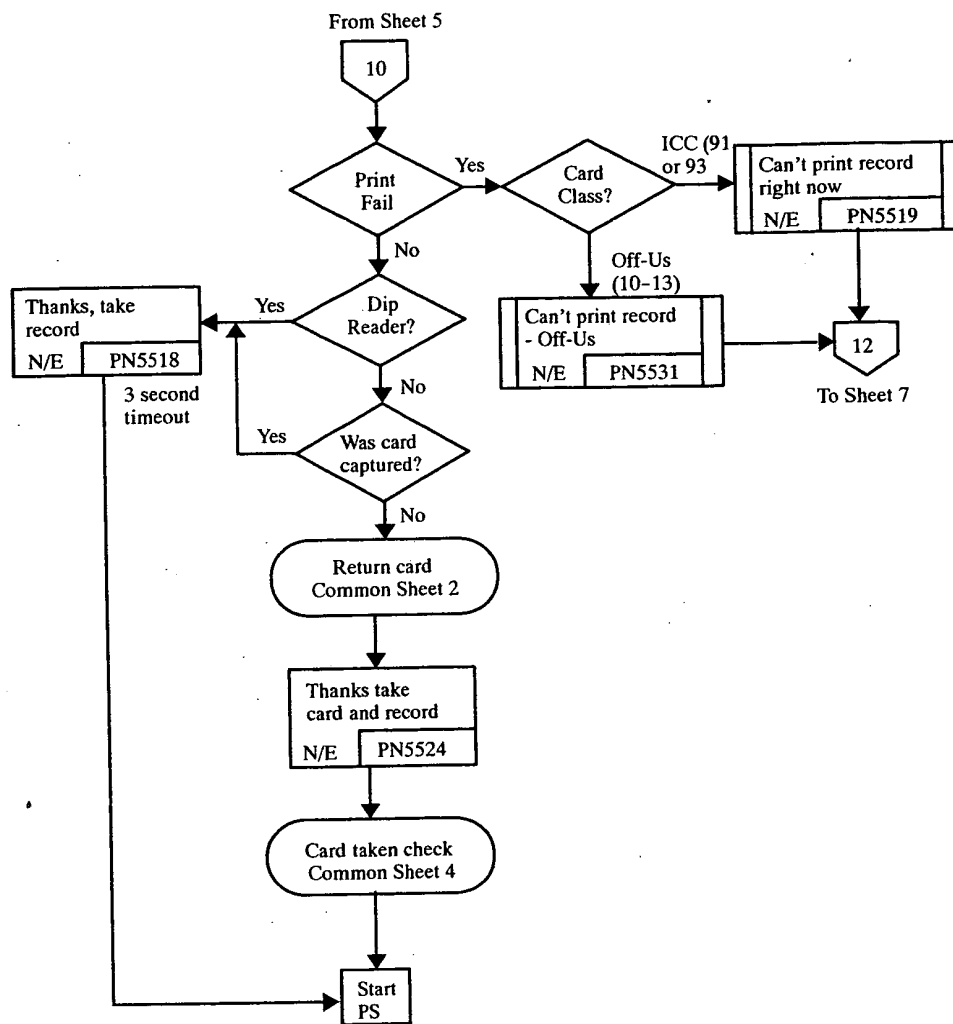 From Sheet 5
10
Print
Fail
Yes
Card
Class?
ICC (91
or 93
Can't print record
right now
N/E PN5519
No
Off-Us
(10–13)
Can't print record
- Off-Us
N/E PN5531
12
To Sheet 7
Dip
Reader?
Yes
Thanks, take
record
N/E PN5518
3 second
timeout
No
Was card
captured?
Yes
No
Return card
Common Sheet 2
Thanks take
card and record
N/E PN5524
Card taken check
Common Sheet 4
Start
PS